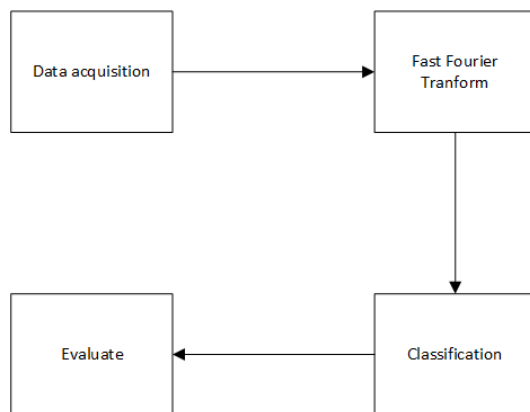 Data acquisition
Fast Fourier
Tranform
Evaluate
Classification